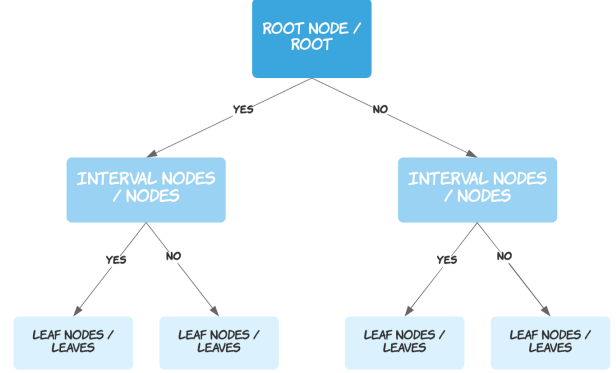 ROOT NODE /
ROOT
YES
NO
INTERVAL NODES
/ NODES
INTERVAL NODES
/ NODES
YES
NO
YES
NO
LEAF NODES /
LEAVES
LEAF NODES /
LEAVES
LEAF NODES /
LEAVES
LEAF NODES /
LEAVES